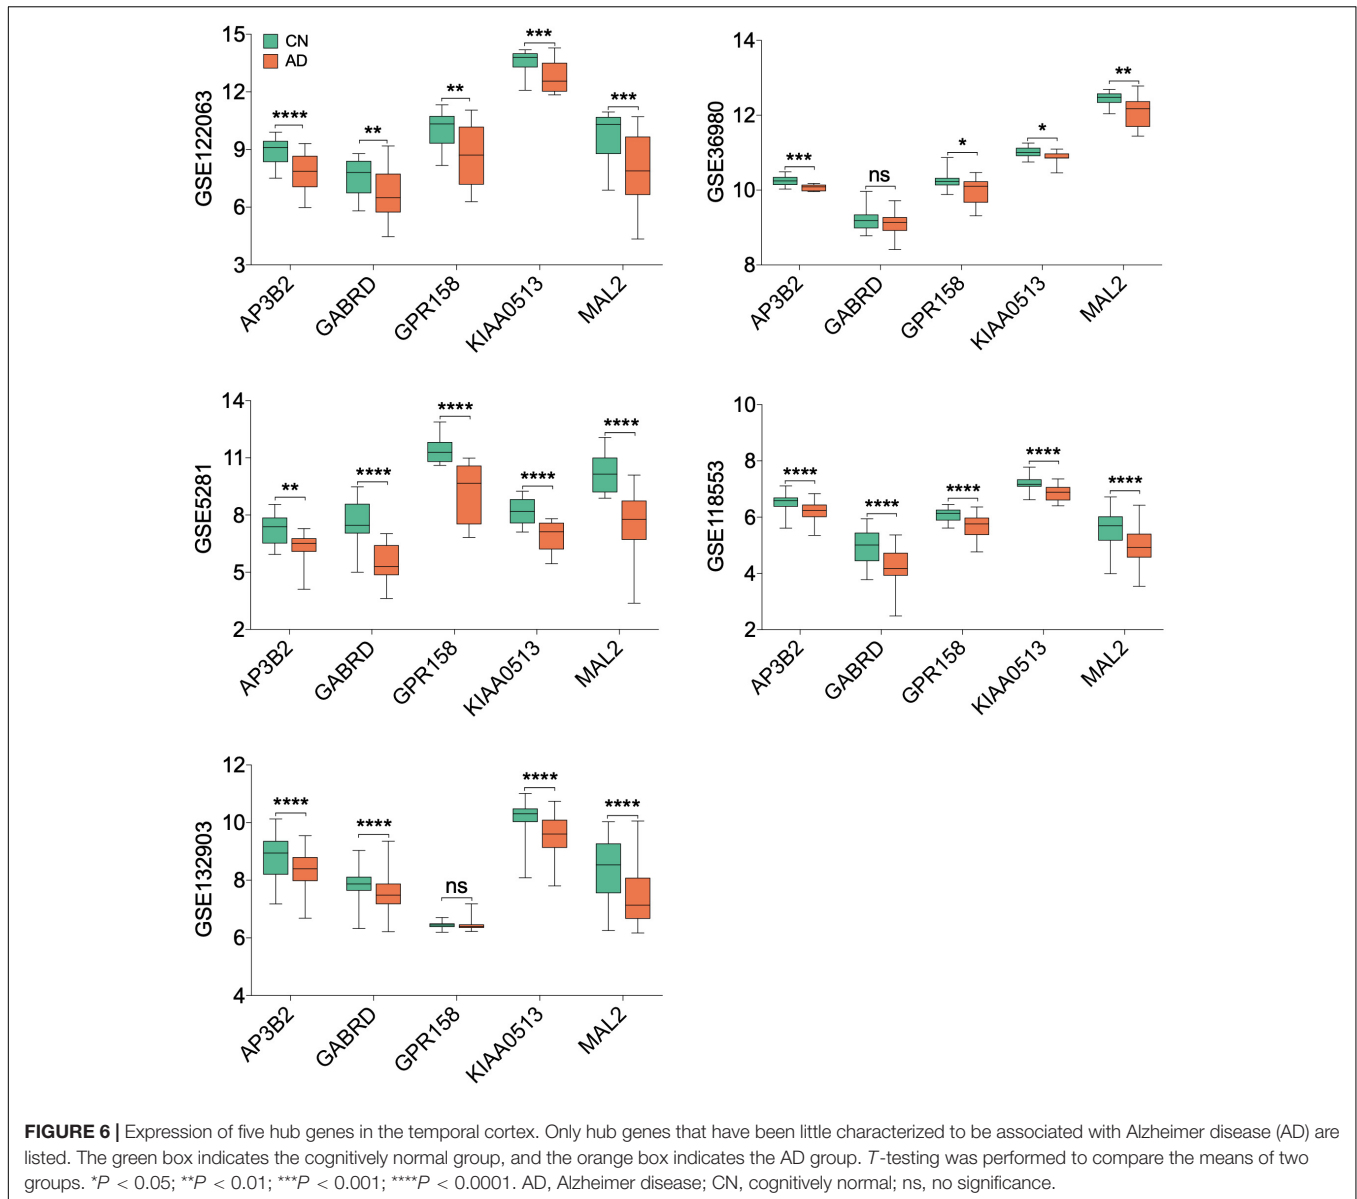 GSE122063
15
12
9
6
3
CN
AD
****
**
**
***
***
AP3B2
GABRD
GPR158
KIAA0513
MAL2
GSE36980
14
12
10
8
***
ns
*
*
**
AP3B2
GABRD
GPR158
KIAA0513
MAL2
GSE5281
14
11
8
5
2
**
****
****
****
****
AP3B2
GABRD
GPR158
KIAA0513
MAL2
GSE118553
10
8
6
4
2
****
****
****
****
****
AP3B2
GABRD
GPR158
KIAA0513
MAL2
GSE132903
12
10
8
6
4
****
****
ns
****
****
AP3B2
GABRD
GPR158
KIAA0513
MAL2
FIGURE 6 | Expression of five hub genes in the temporal cortex. Only hub genes that have been little characterized to be associated with Alzheimer disease (AD) are
listed. The green box indicates the cognitively normal group, and the orange box indicates the AD group. T-testing was performed to compare the means of two
groups. *P < 0.05; **P < 0.01; ***P < 0.001; ****P < 0.0001. AD, Alzheimer disease; CN, cognitively normal; ns, no significance.